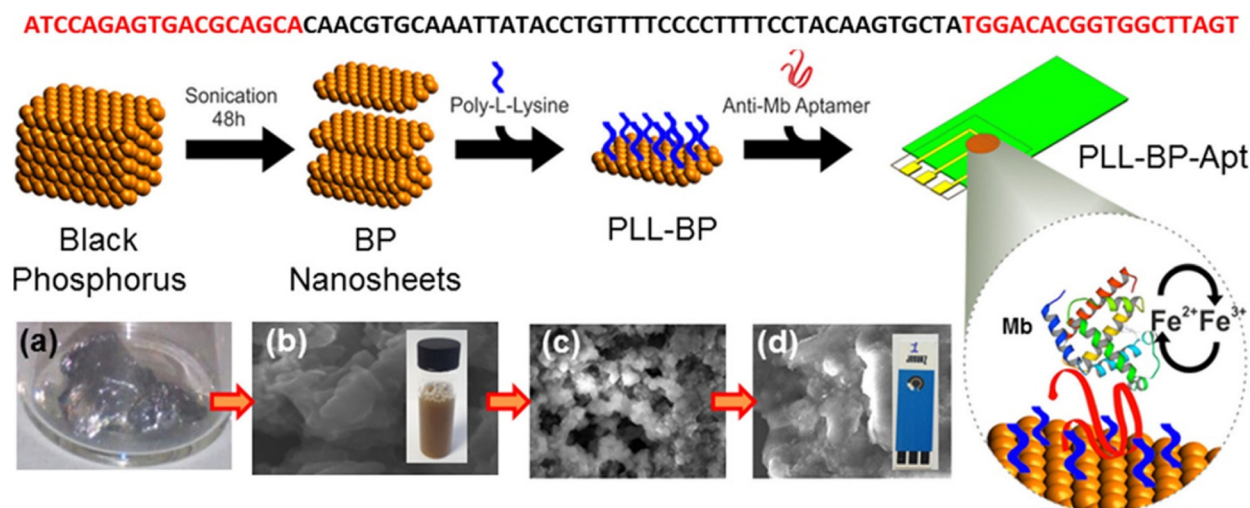 ATCCAGAGTGACGCAGCACAACGTGCAAATTATACCTGTTTTCCCCTTTTCCTACAAGTGCTATGGACACGGTGGCTTAGT
Sonication
48h
Poly-L-Lysine
Anti-Mb Aptamer
PLL-BP-Apt
Black
Phosphorus
BP
Nanosheets
PLL-BP
(a)
(b)
(c)
(d)
Mb
Fe²⁺Fe³⁺